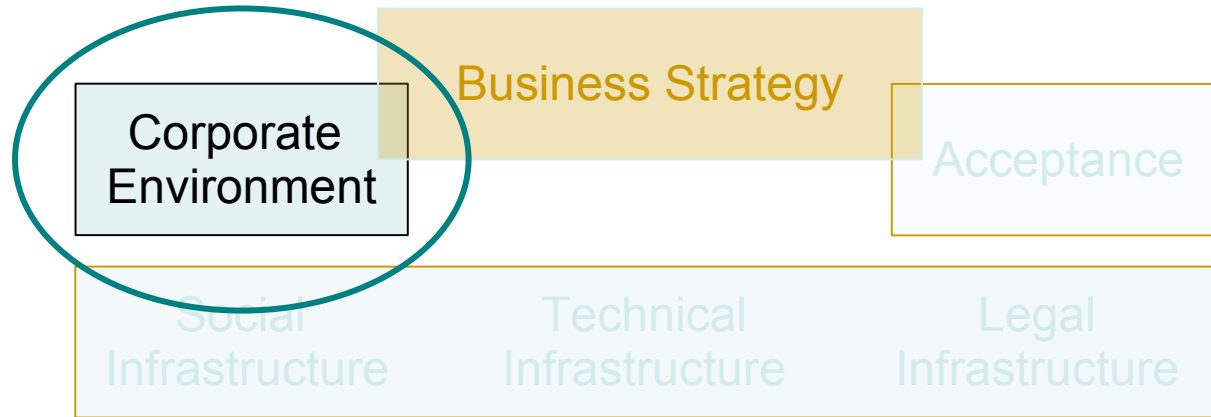 Business Strategy
Corporate
Environment
Acceptance
Social
Infrastructure
Technical
Infrastructure
Legal
Infrastructure